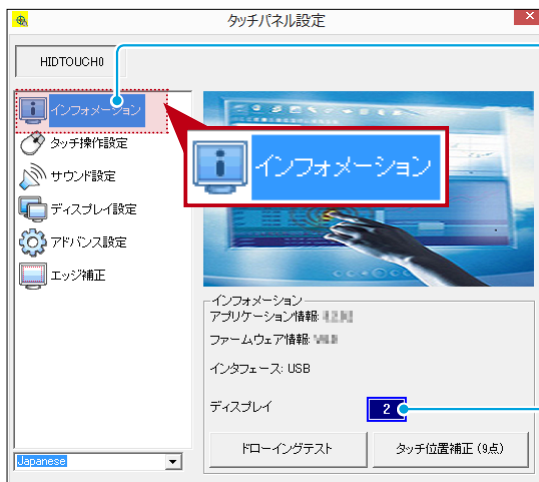 タッチパネル設定
HIDTOUCH0
インフォメーション
タッチ操作設定
サウンド設定
ディスプレイ設定
アドバンス設定
エッジ補正
Japanese
インフォメーション
インフォメーション
アプリケーション情報:
ファームウェア情報:
インタフェース: USB
ディスプレイ 2
ドローイングテスト タッチ位置補正 (9点)